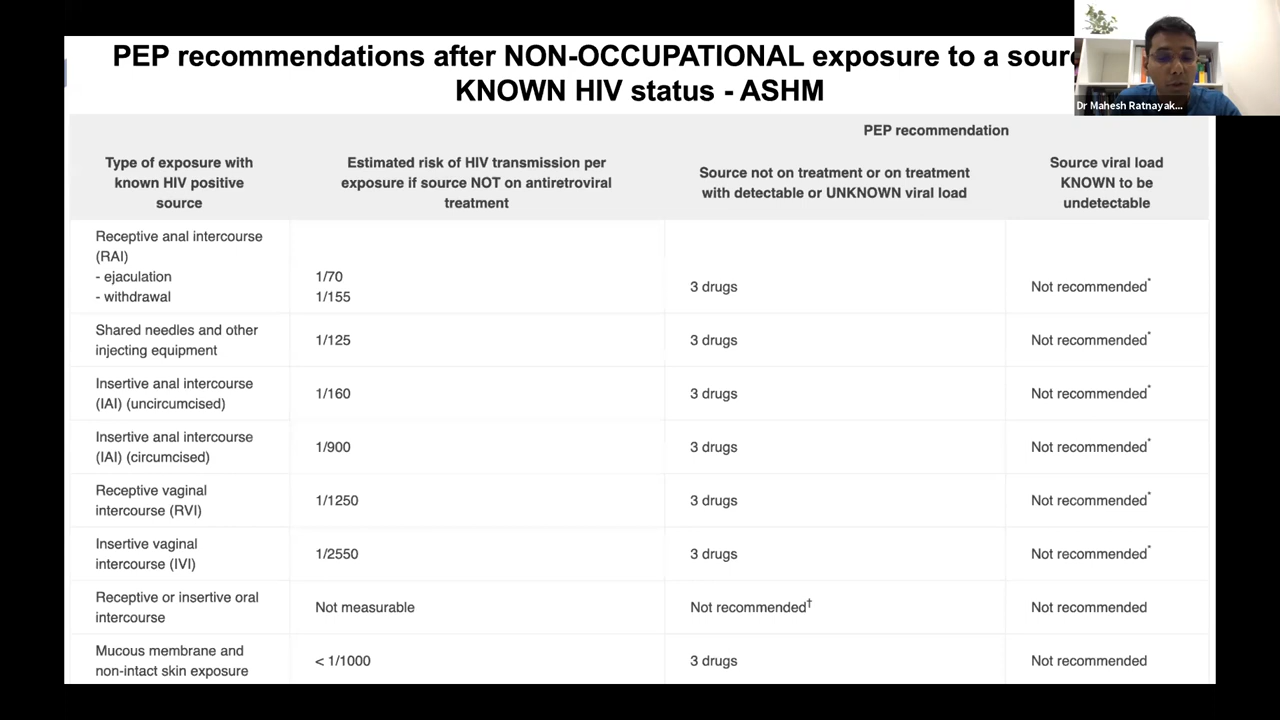 PEP recommendations after NON-OCCUPATIONAL exposure to a
KNOWN HIV status - ASHM
Dr Mahesh Ratnayak...
PEP recommendation
Type of exposure with
known HIV positive
source
Estimated risk of HIV transmission per
exposure if source NOT on antiretroviral
treatment
Source not on treatment or on treatment
with detectable or UNKNOWN viral load
Source viral load
KNOWN to be
undetectable
Receptive anal intercourse
(RAI)
- ejaculation
- withdrawal
1/70
1/155
3 drugs
Not recommended*
Shared needles and other
injecting equipment
1/125
3 drugs
Not recommended*
Insertive anal intercourse
(IAI) (uncircumcised)
1/160
3 drugs
Not recommended*
Insertive anal intercourse
(IAI) (circumcised)
1/900
3 drugs
Not recommended*
Receptive vaginal
intercourse (RVI)
1/1250
3 drugs
Not recommended*
Insertive vaginal
intercourse (IVI)
1/2550
3 drugs
Not recommended*
Receptive or insertive oral
intercourse
Not measurable
Not recommended†
Not recommended
Mucous membrane and
non-intact skin exposure
< 1/1000
3 drugs
Not recommended